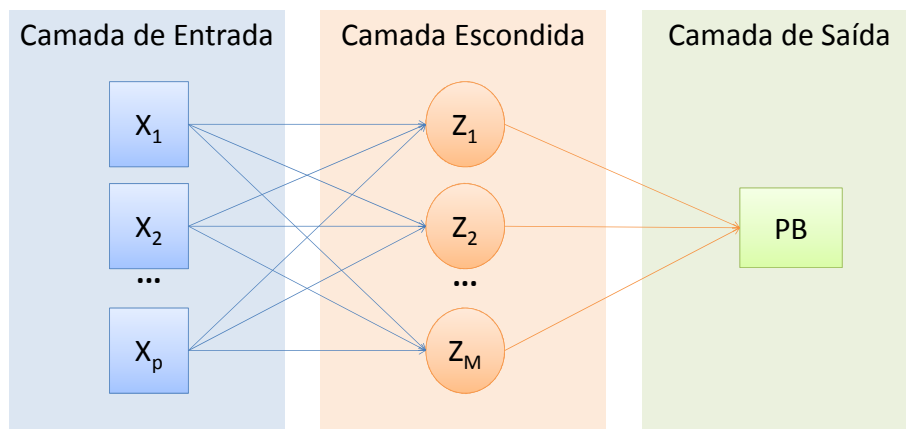 Camada de Entrada
Camada Escondida
Camada de Saída
X1
Z1
X2
Z2
PB
...
...
Xp
ZM